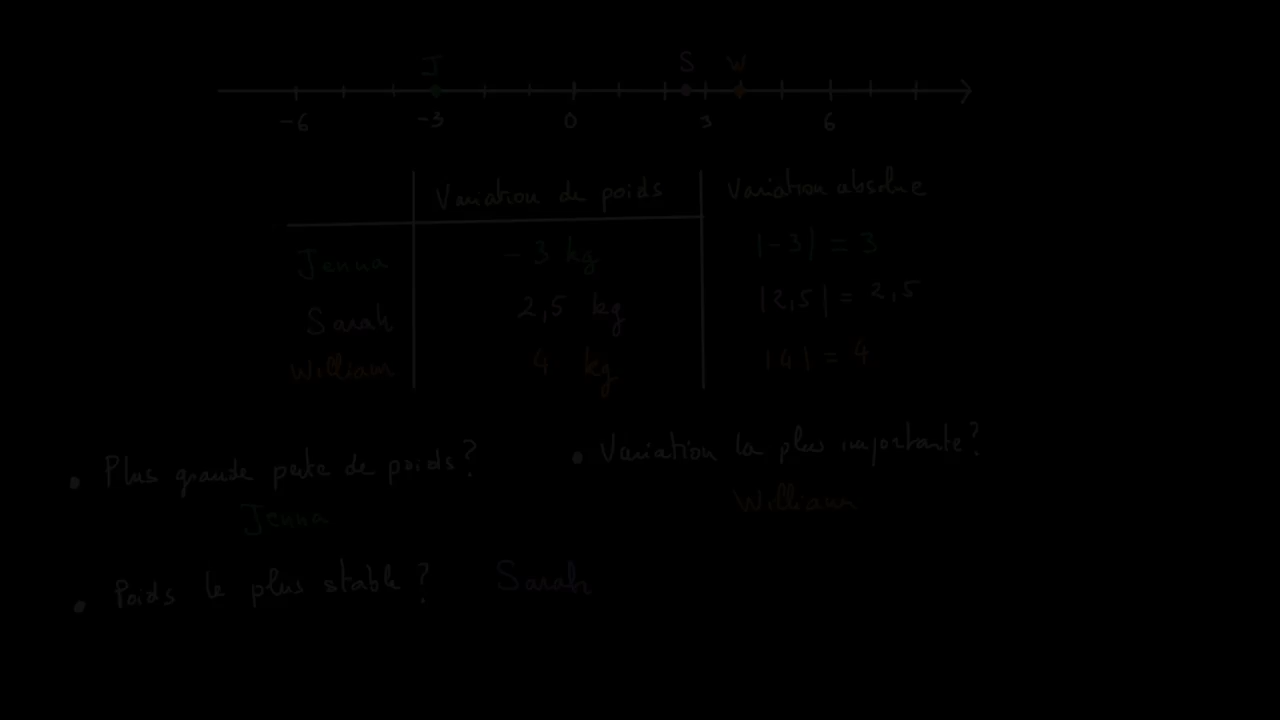 J S W
-6 -3 0 3 6
Variation de poids Variation absolue
Jenna -3 kg |-3| = 3
Sarah 2,5 kg |2,5| = 2,5
William 4 kg |4| = 4
• Plus grande perte de poids ? • Variation la plus importante ?
Jenna William
• Poids le plus stable ? Sarah